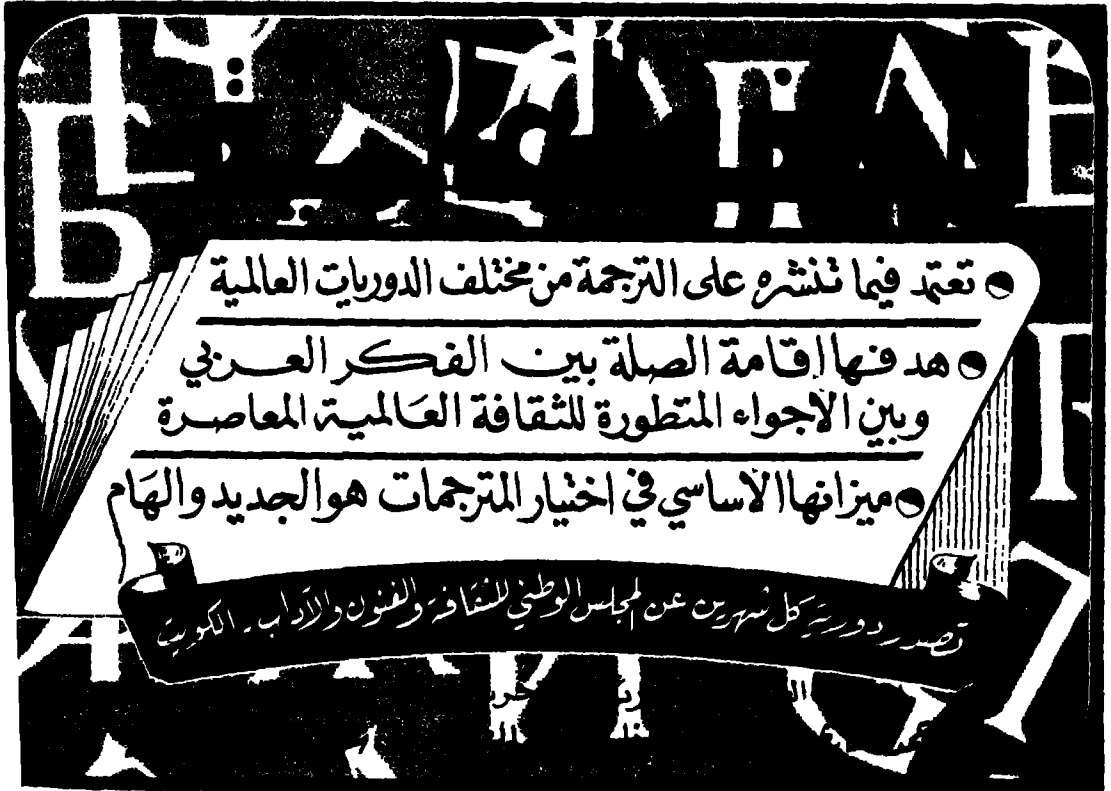 تعتمد فيما تنشره على الترجمة من مختلف الدوريات العالمية
هدفها إقامة الصلة بين الفكر العربي
وبين الأجواء المتطورة للثقافة العالمية المعاصرة
ميزانها الأساسي في اختيار المترجمات هو الجديد والهام
تصدر دورية كل شهرين عن المجلس الوطني للثقافة والفنون والآداب - الكويت